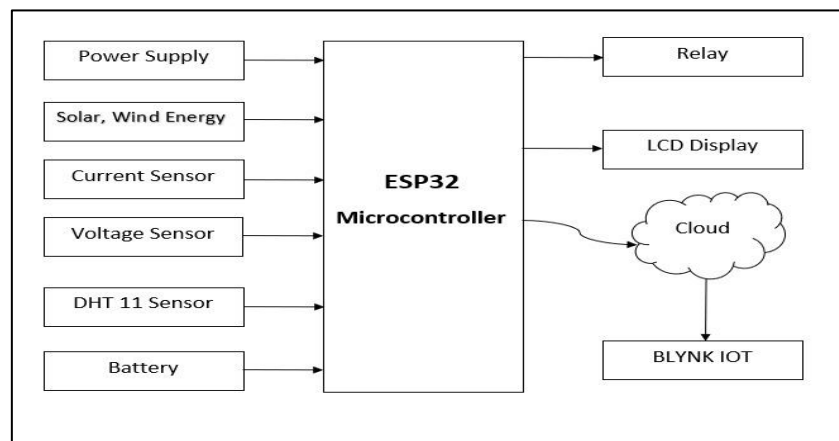 Power Supply
Solar, Wind Energy
Current Sensor
Voltage Sensor
DHT 11 Sensor
Battery
ESP32
Microcontroller
Relay
LCD Display
Cloud
BLYNK IOT